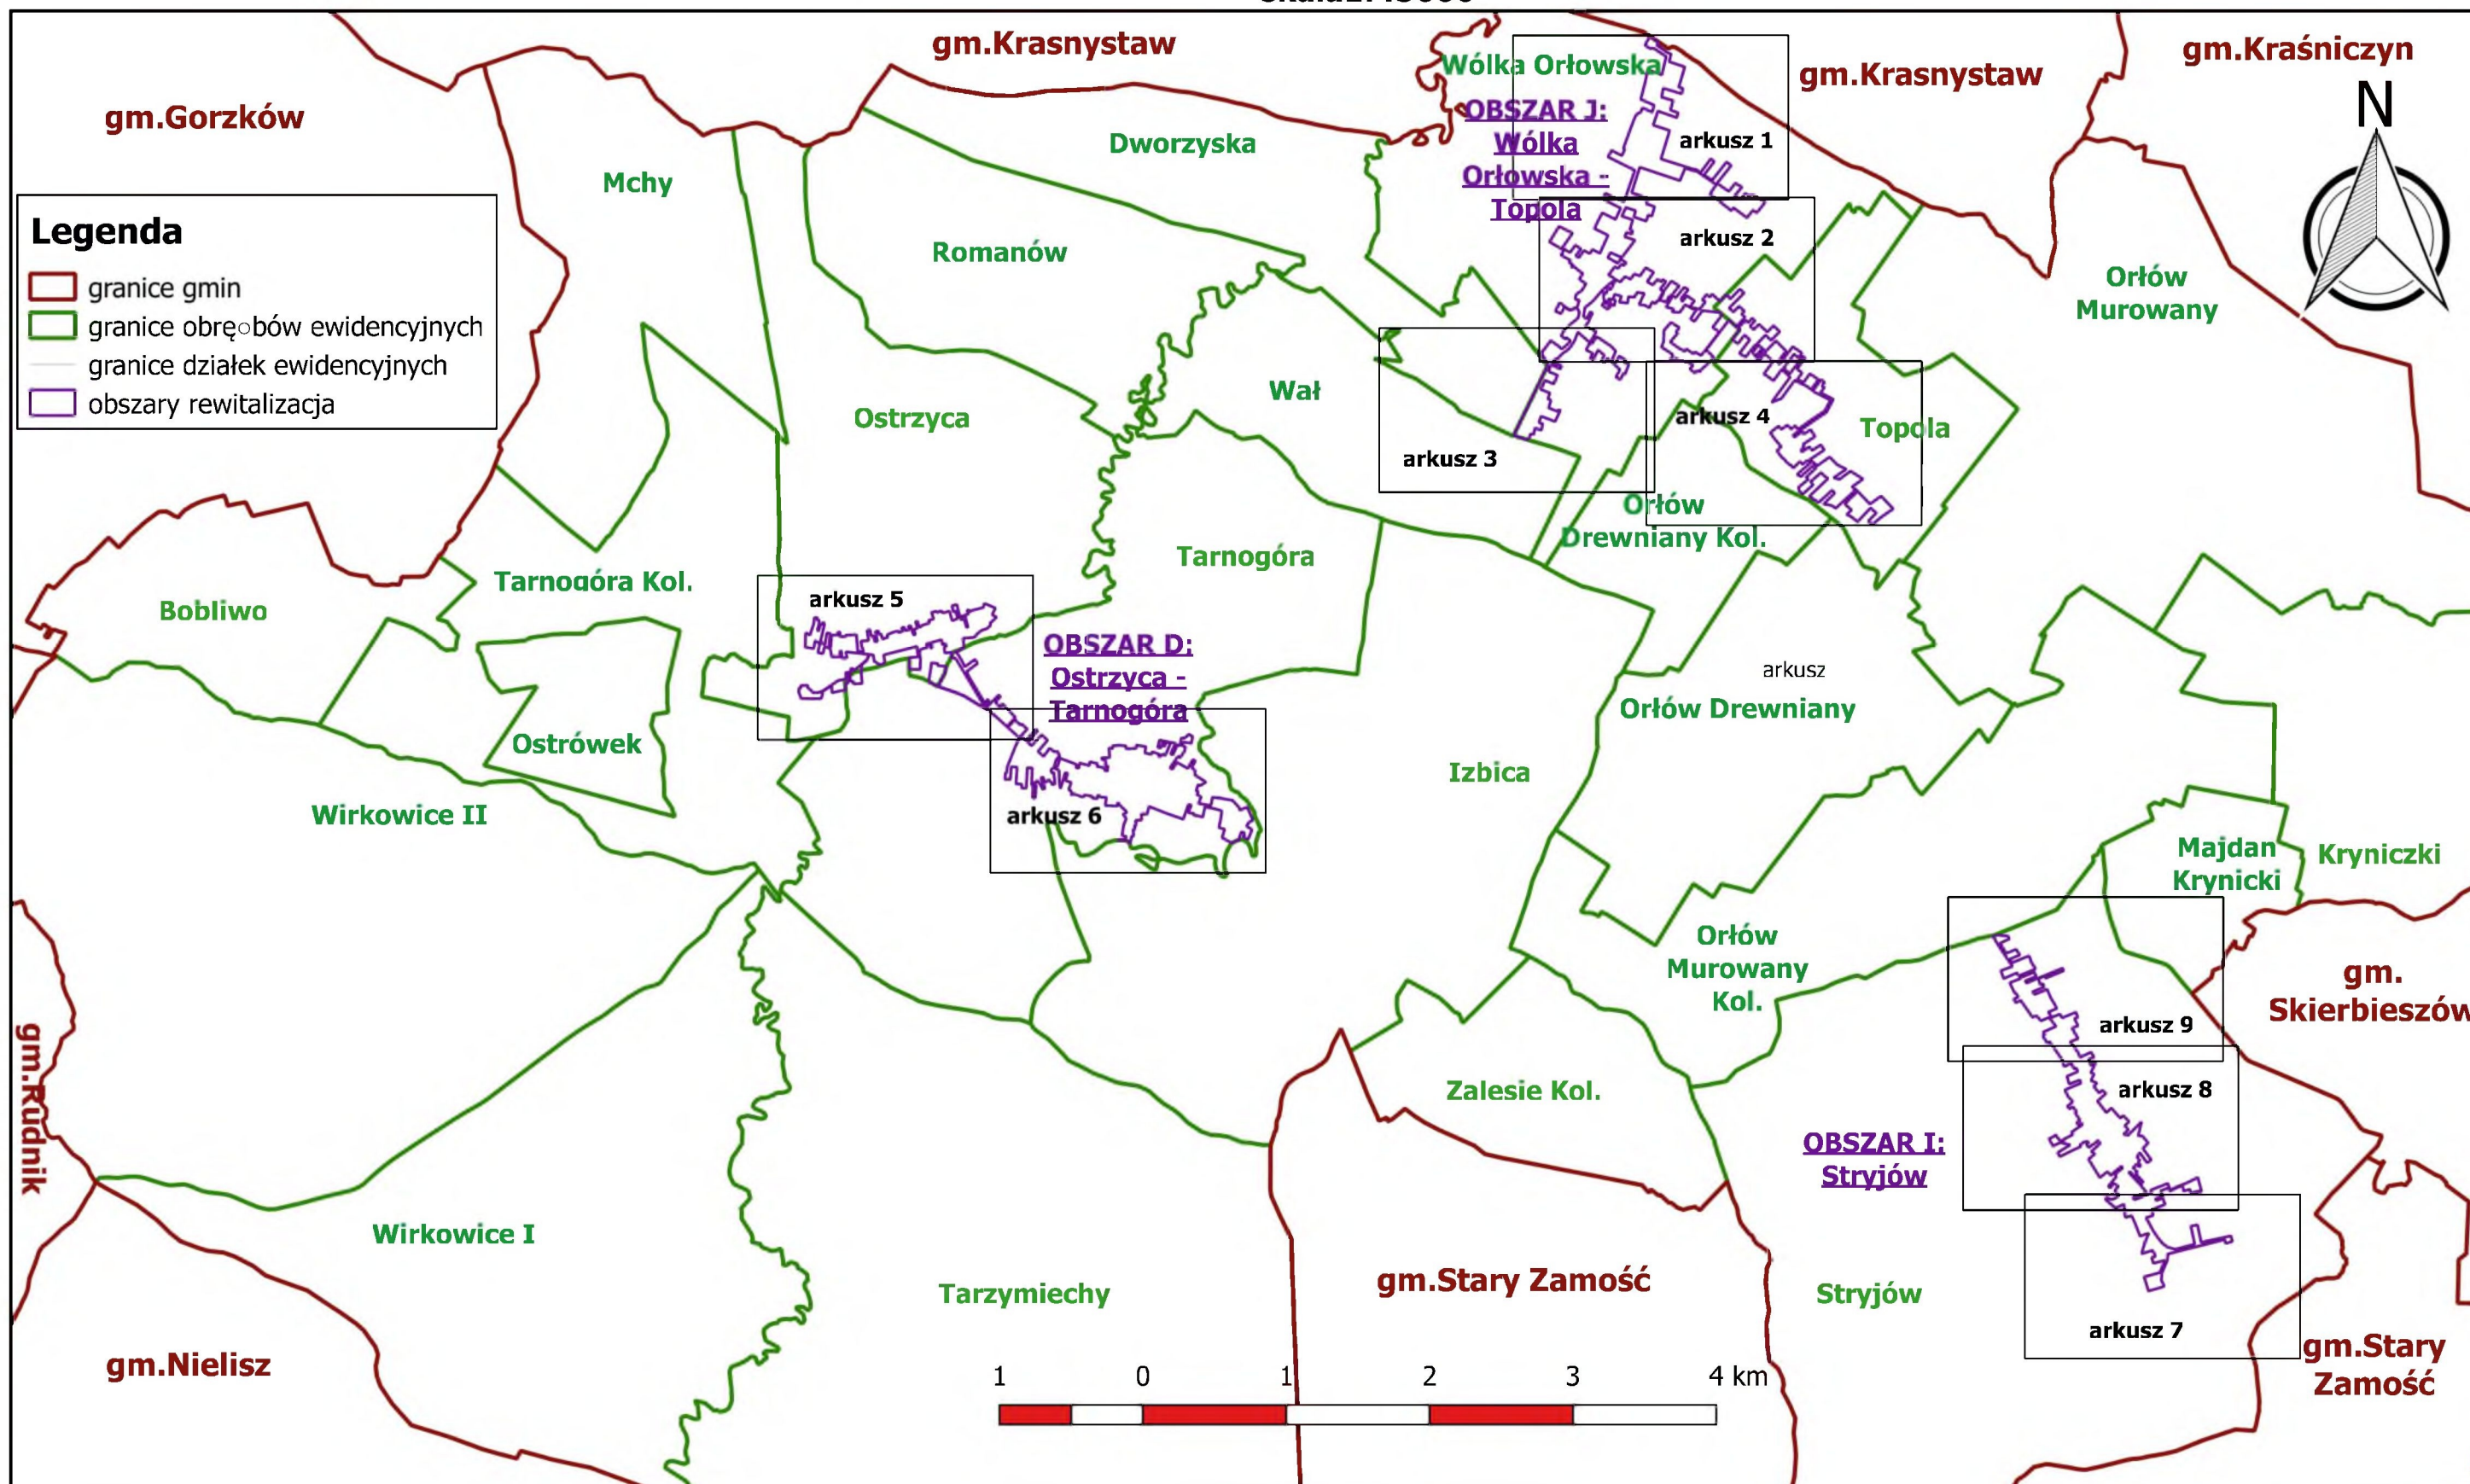 gm.Krasnystaw
gm.Kraśniczyn
gm.Krasnystaw
gm.Gorzków
Wólka Orłowska
OBSZAR J:
Wólka
Orłowska -
Topola
arkusz 1
N
Dworzyska
Mchy
Legenda
granice gmin
granice obrę○bów ewidencyjnych
granice działek ewidencyjnych
obszary rewitalizacja
Romanów
arkusz 2
Orłów
Murowany
Wał
Ostrzyca
arkusz 4
Topola
arkusz 3
Orłów
Drewniany Kol.
Tarnogóra
Tarnogóra Kol.
Bobliwo
arkusz 5
OBSZAR D:
Ostrzyca -
Tarnogóra
arkusz
Orłów Drewniany
Ostrówek
Izbica
Wirkowice II
arkusz 6
Majdan
Krynicki
Kryniczki
Orłów
Murowany
Kol.
gm.
Skierbieszów
arkusz 9
gm.Rudnik
Zalesie Kol.
arkusz 8
OBSZAR I:
Stryjów
Wirkowice I
Tarzymiechy
gm.Stary Zamość
Stryjów
arkusz 7
gm.Stary
Zamość
gm.Nielisz
1 0 1 2 3 4 km